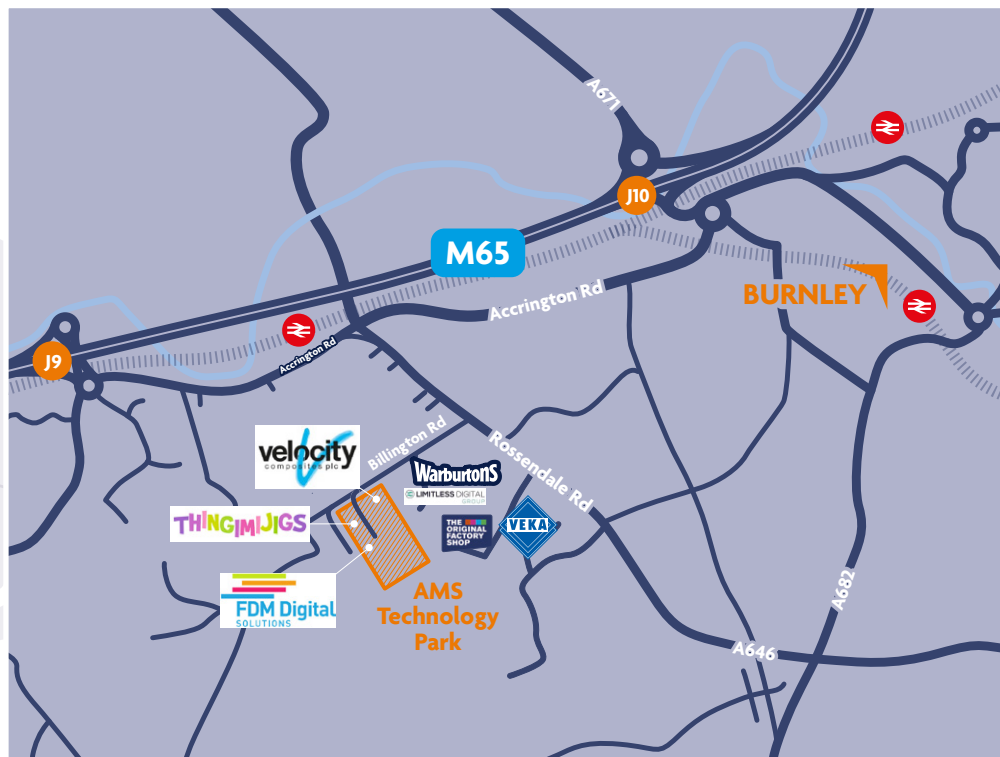 A671
J10
M65
BURNLEY
Accrington Rd
J9
Accrington Rd
velocity
composites plc
Billington Rd
Rossendale Rd
Warburtons
LIMITLESS DIGITAL
GROUP
THINGIMIJIGS
THE
ORIGINAL
FACTORY
SHOP
VEKA
FDM Digital
SOLUTIONS
AMS
Technology
Park
A682
A646